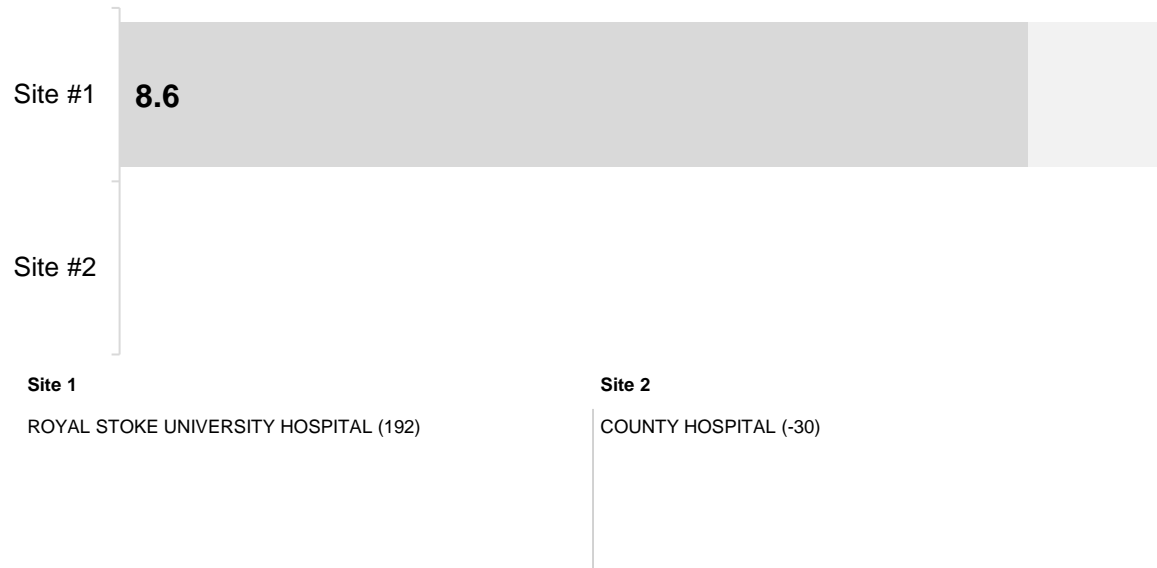 Site #1
8.6
Site #2
Site 1
Site 2
ROYAL STOKE UNIVERSITY HOSPITAL (192)
COUNTY HOSPITAL (-30)